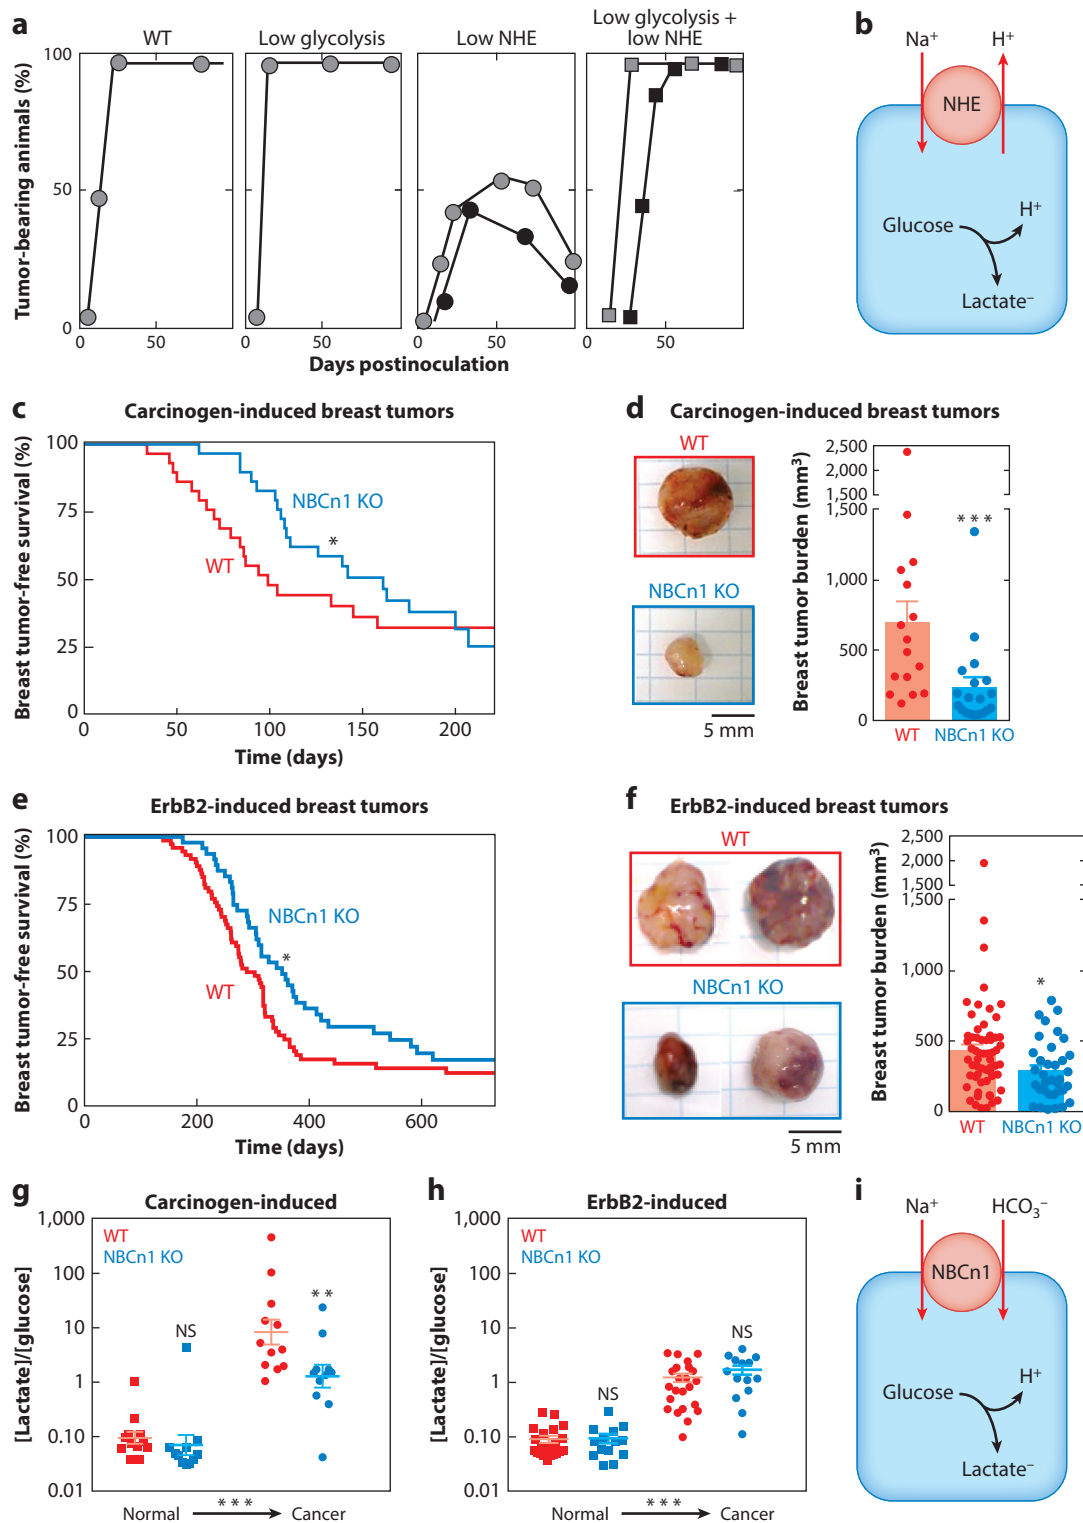 a
WT
Low glycolysis
Low NHE
Low glycolysis +
low NHE
Tumor-bearing animals (%)
100
50
0
0 50
0 50
0 50
0 50
Days postinoculation
b
Na⁺ H⁺
NHE
Glucose
H⁺
Lactate⁻
c Carcinogen-induced breast tumors
Breast tumor-free survival (%)
100
75
50
25
0
NBCn1 KO
*
WT
0 50 100 150 200
Time (days)
d Carcinogen-induced breast tumors
WT
NBCn1 KO
5 mm
Breast tumor burden (mm³)
2,500
2,000
1,500
1,500
1,000
500
0
***
WT NBCn1 KO
e ErbB2-induced breast tumors
Breast tumor-free survival (%)
100
75
50
25
0
NBCn1 KO
*
WT
0 200 400 600
Time (days)
f ErbB2-induced breast tumors
WT
NBCn1 KO
5 mm
Breast tumor burden (mm³)
2,500
2,000
1,500
1,500
1,000
500
0
*
WT NBCn1 KO
g Carcinogen-induced
[Lactate]/[glucose]
1,000
100
10
1
0.10
0.01
WT
NBCn1 KO
NS
**
Normal *** Cancer
h ErbB2-induced
[Lactate]/[glucose]
1,000
100
10
1
0.10
0.01
WT
NBCn1 KO
NS
NS
Normal *** Cancer
i
Na⁺ HCO₃⁻
NBCn1
Glucose
H⁺
Lactate⁻